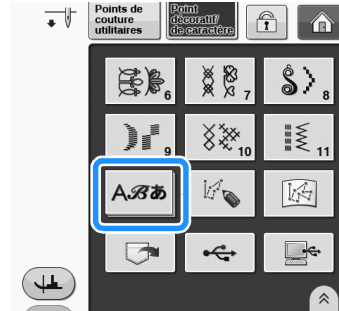 Points de
couture
utilitaires
Point
décoratif/
de caractère
6
7
8
9
10
11
Aℬあ